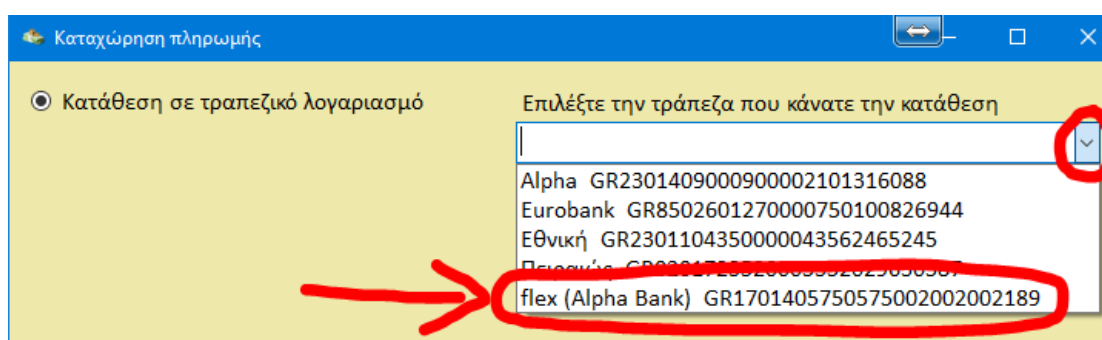 Καταχώρηση πληρωμής
Κατάθεση σε τραπεζικό λογαριασμό
Επιλέξτε την τράπεζα που κάνατε την κατάθεση
Alpha GR2301409000900002101316088
Eurobank GR8502601270000750100826944
Εθνική GR2301104350000043562465245
flex (Alpha Bank) GR1701405750575002002002189